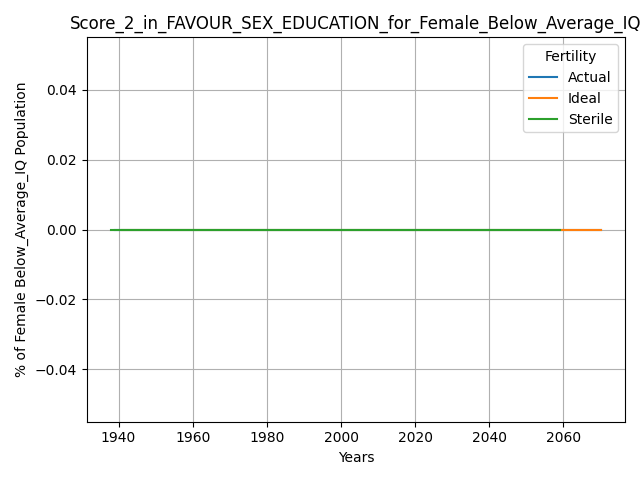 Score_2_in_FAVOUR_SEX_EDUCATION_for_Female_Below_Average_IQ
Fertility
Actual
Ideal
Sterile
% of Female Below_Average_IQ Population
0.04
0.02
0.00
−0.02
−0.04
1940 1960 1980 2000 2020 2040 2060
Years